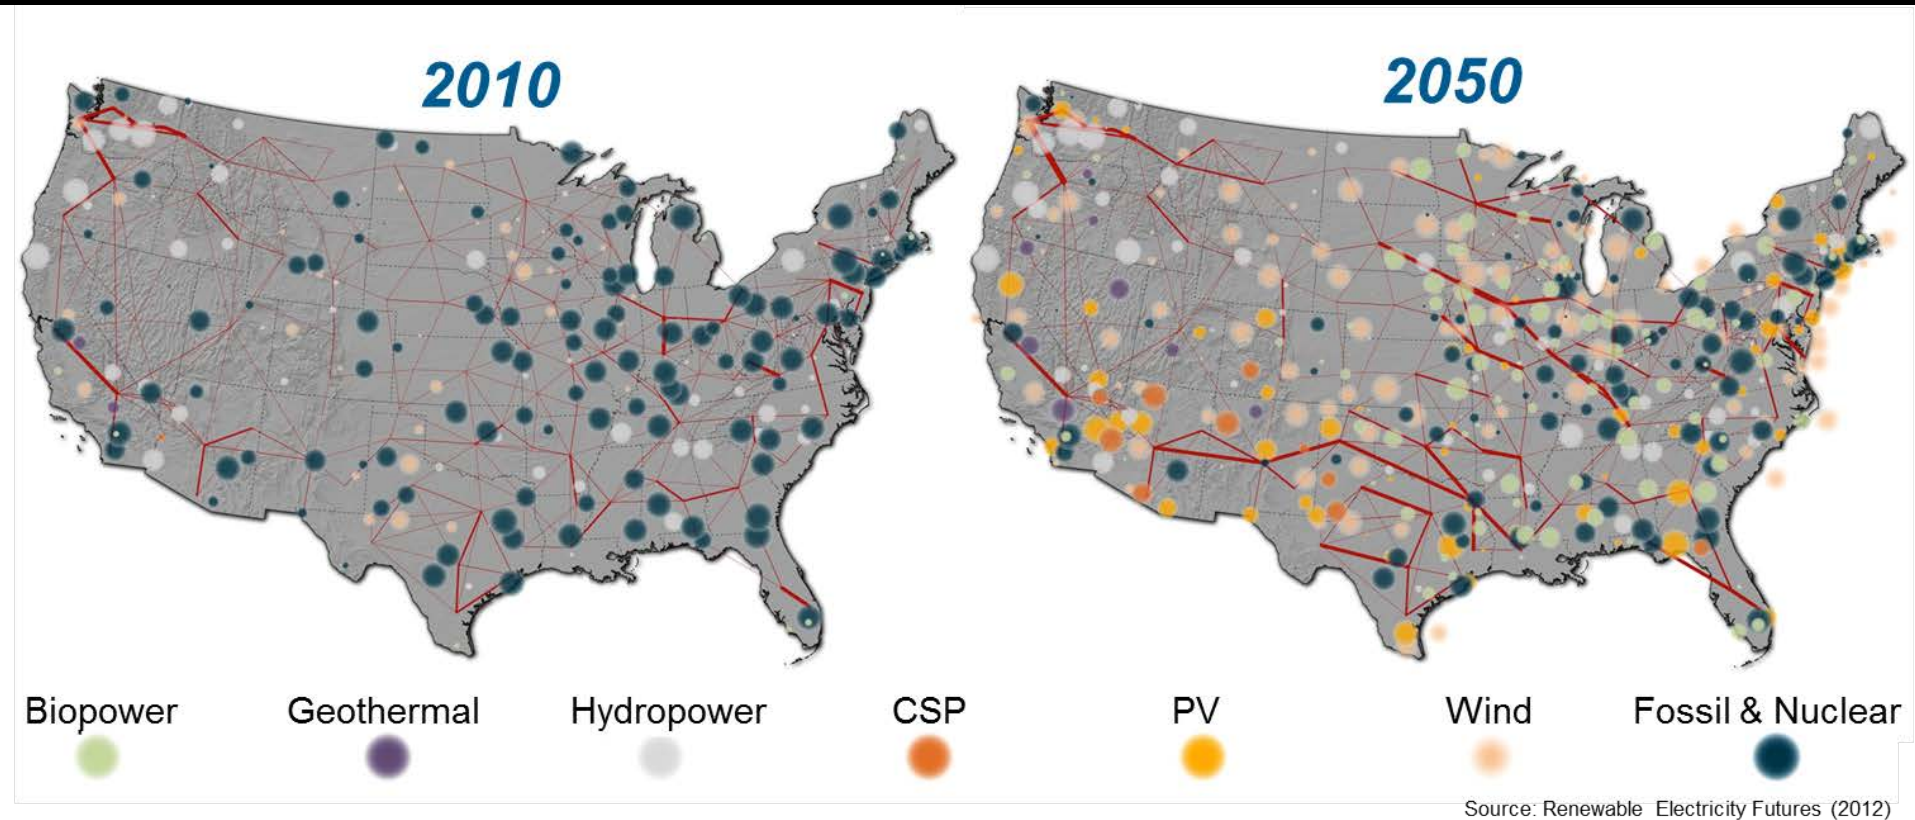 2010
2050
Biopower
Geothermal
Hydropower
CSP
PV
Wind
Fossil & Nuclear
Source: Renewable Electricity Futures (2012)